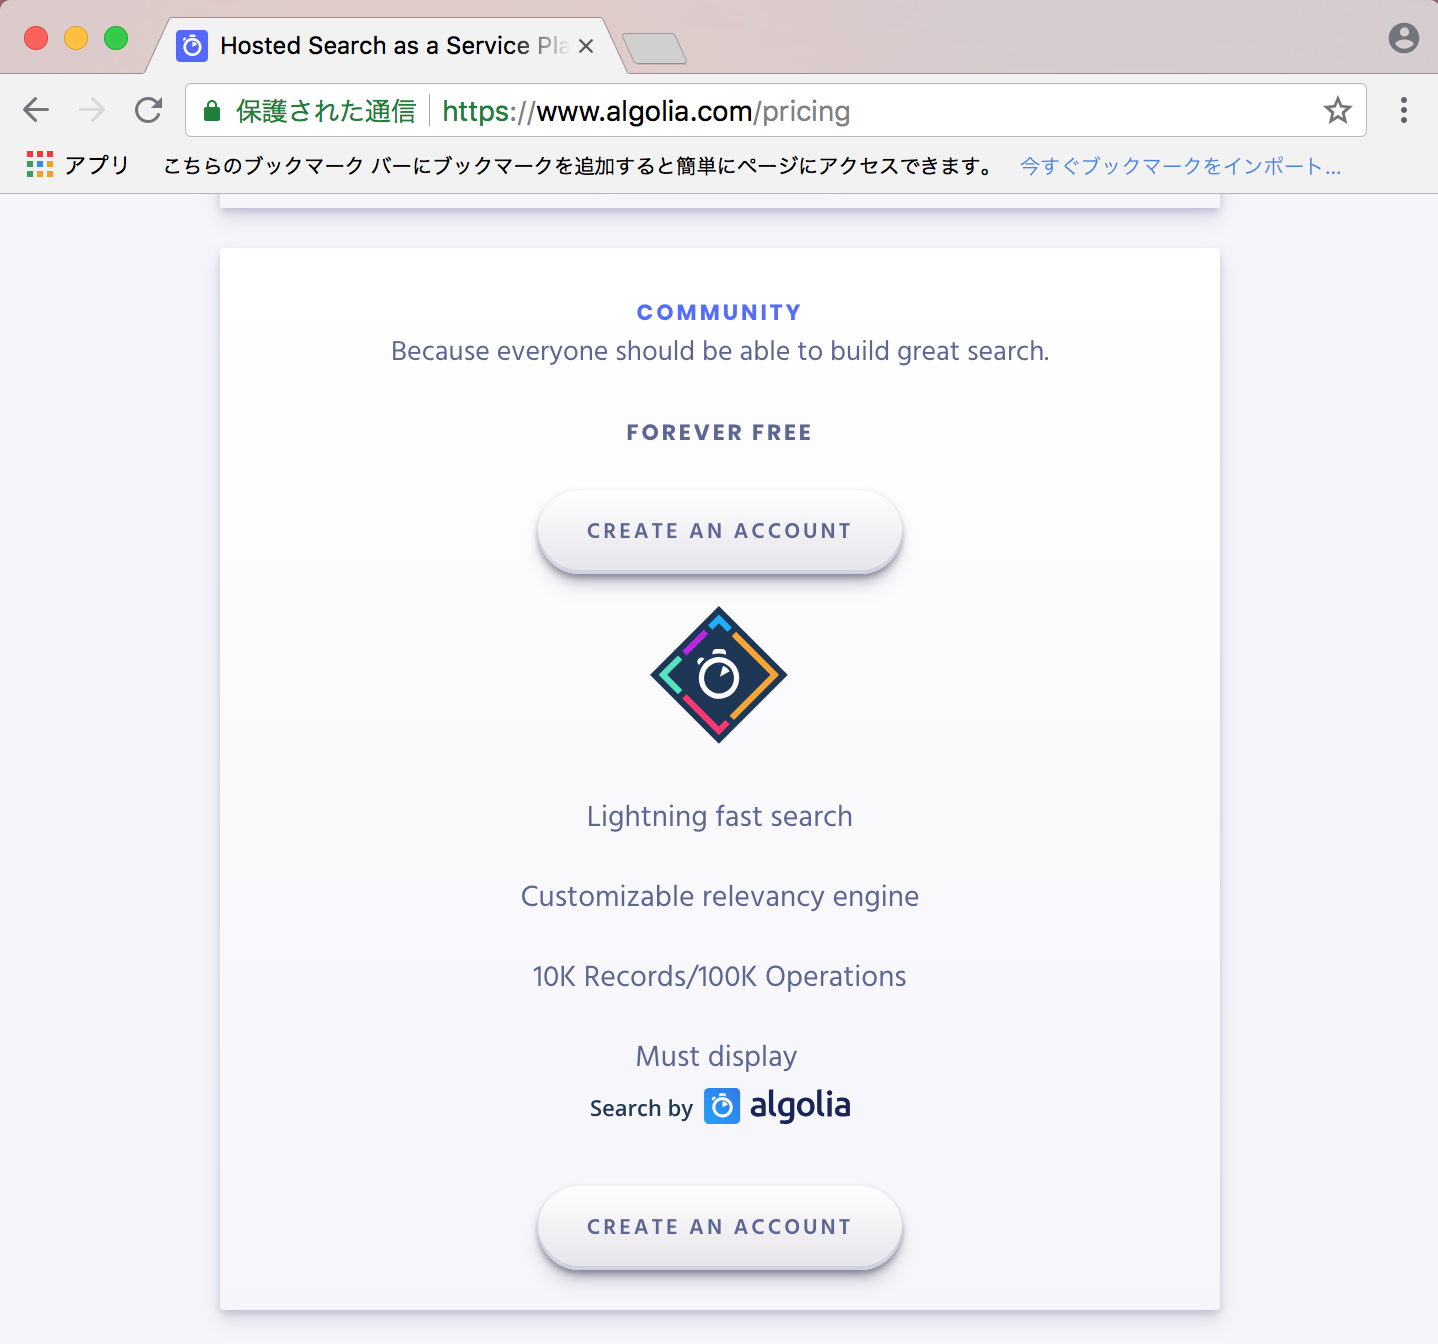 Hosted Search as a Service Pla
保護された通信 https://www.algolia.com/pricing
アプリ こちらのブックマーク バーにブックマークを追加すると簡単にページにアクセスできます。 今すぐブックマークをインポート...
COMMUNITY
Because everyone should be able to build great search.
FOREVER FREE
CREATE AN ACCOUNT
Lightning fast search
Customizable relevancy engine
10K Records/100K Operations
Must display
Search by algolia
CREATE AN ACCOUNT